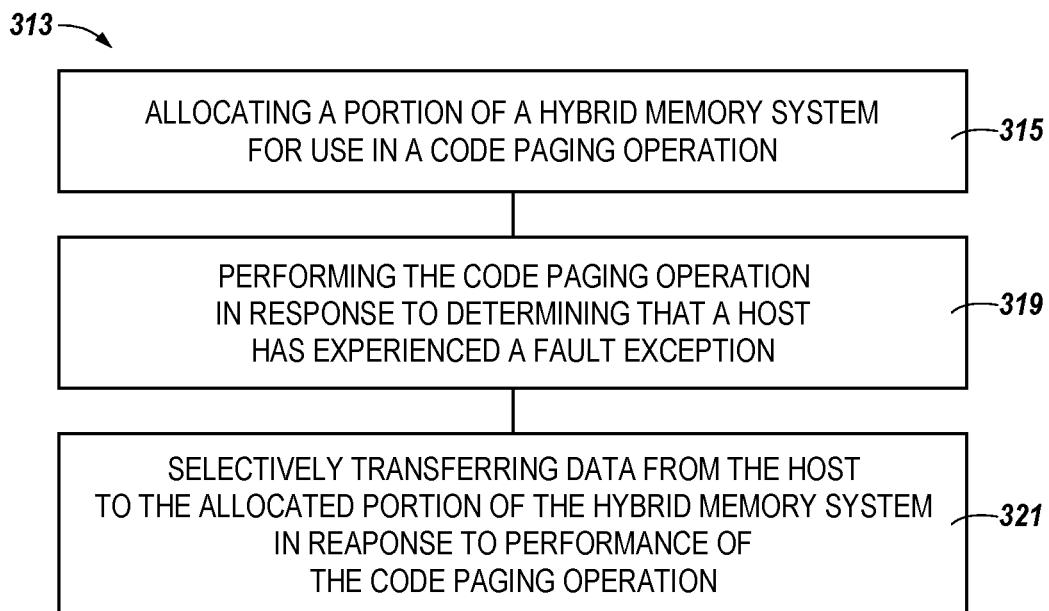 313
ALLOCATING A PORTION OF A HYBRID MEMORY SYSTEM
FOR USE IN A CODE PAGING OPERATION
315
PERFORMING THE CODE PAGING OPERATION
IN RESPONSE TO DETERMINING THAT A HOST
HAS EXPERIENCED A FAULT EXCEPTION
319
SELECTIVELY TRANSFERRING DATA FROM THE HOST
TO THE ALLOCATED PORTION OF THE HYBRID MEMORY SYSTEM
IN REAPONSE TO PERFORMANCE OF
THE CODE PAGING OPERATION
321